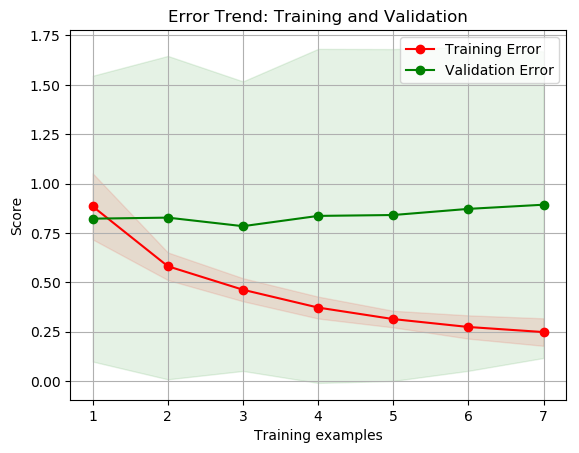 Error Trend: Training and Validation
1.75
1.50
1.25
1.00
0.75
0.50
0.25
0.00
Score
Training Error
Validation Error
1 2 3 4 5 6 7
Training examples